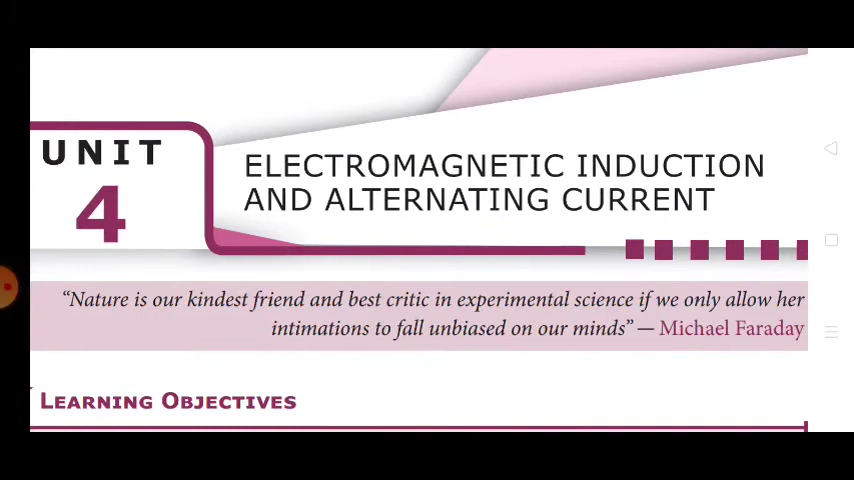 UNIT
4
ELECTROMAGNETIC INDUCTION
AND ALTERNATING CURRENT
“Nature is our kindest friend and best critic in experimental science if we only allow her
intimations to fall unbiased on our minds” — Michael Faraday
LEARNING OBJECTIVES